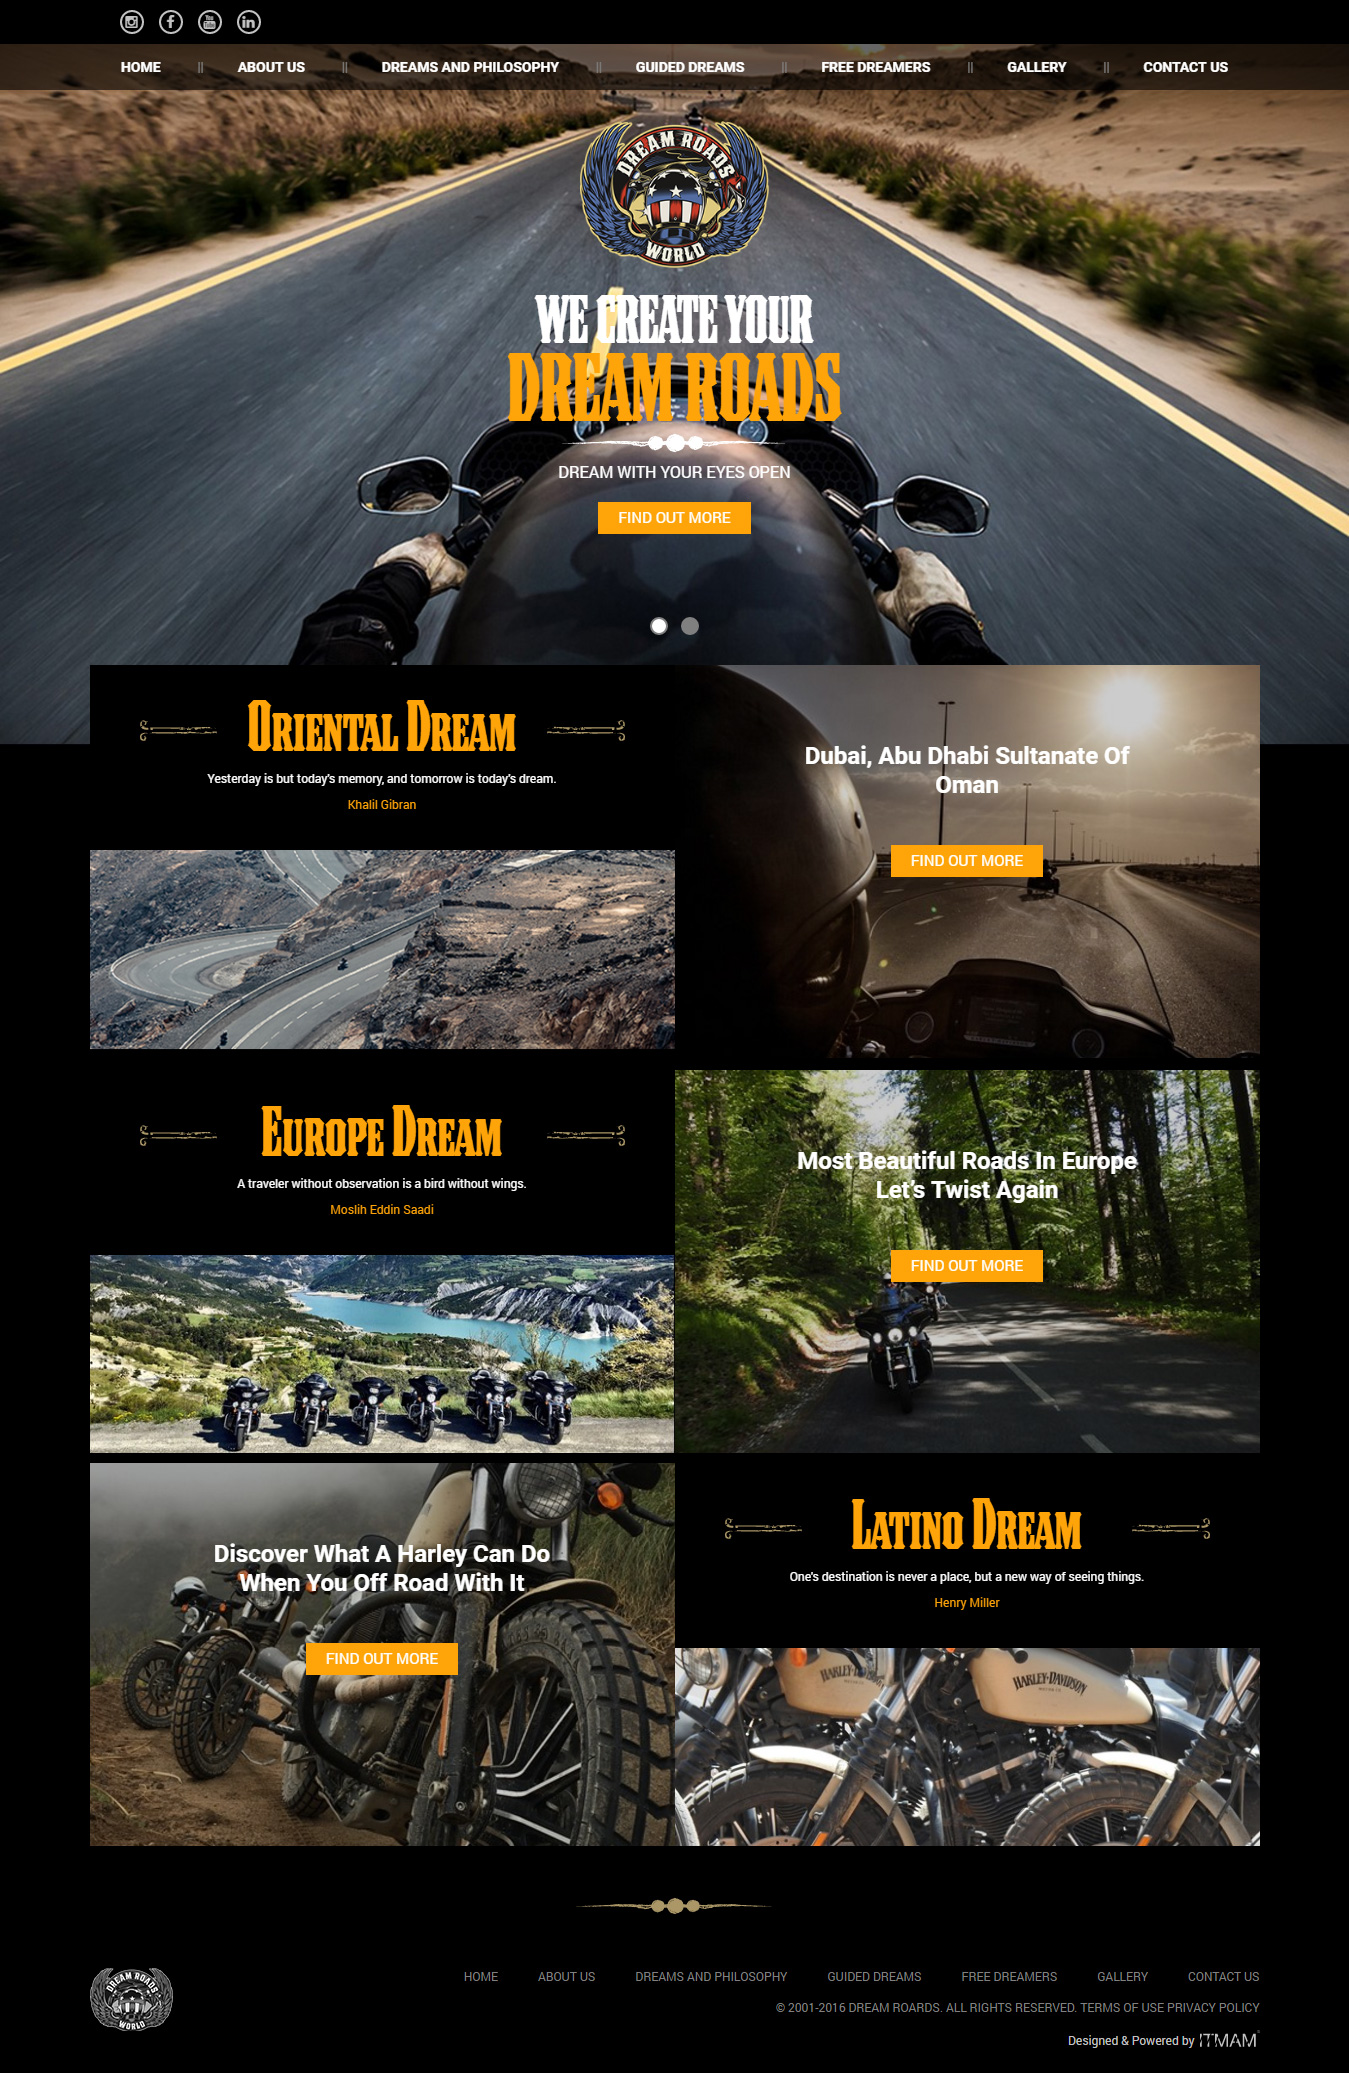 HOME ABOUT US DREAMS AND PHILOSOPHY GUIDED DREAMS FREE DREAMERS GALLERY CONTACT US
DREAM ROADS
WORLD
WE CREATE YOUR
DREAM ROADS
DREAM WITH YOUR EYES OPEN
FIND OUT MORE
ORIENTAL DREAM
Yesterday is but today's memory, and tomorrow is today's dream.
Khalil Gibran
Dubai, Abu Dhabi Sultanate Of
Oman
FIND OUT MORE
EUROPE DREAM
A traveler without observation is a bird without wings.
Moslih Eddin Saadi
Most Beautiful Roads In Europe
Let’s Twist Again
FIND OUT MORE
Discover What A Harley Can Do
When You Off Road With It
FIND OUT MORE
LATINO DREAM
One's destination is never a place, but a new way of seeing things.
Henry Miller
HARLEY-DAVIDSON
HARLEY-DAVIDSON
DREAM ROADS
WORLD
HOME ABOUT US DREAMS AND PHILOSOPHY GUIDED DREAMS FREE DREAMERS GALLERY CONTACT US
© 2001-2016 DREAM ROARDS. ALL RIGHTS RESERVED. TERMS OF USE PRIVACY POLICY
Designed & Powered by ITMAM